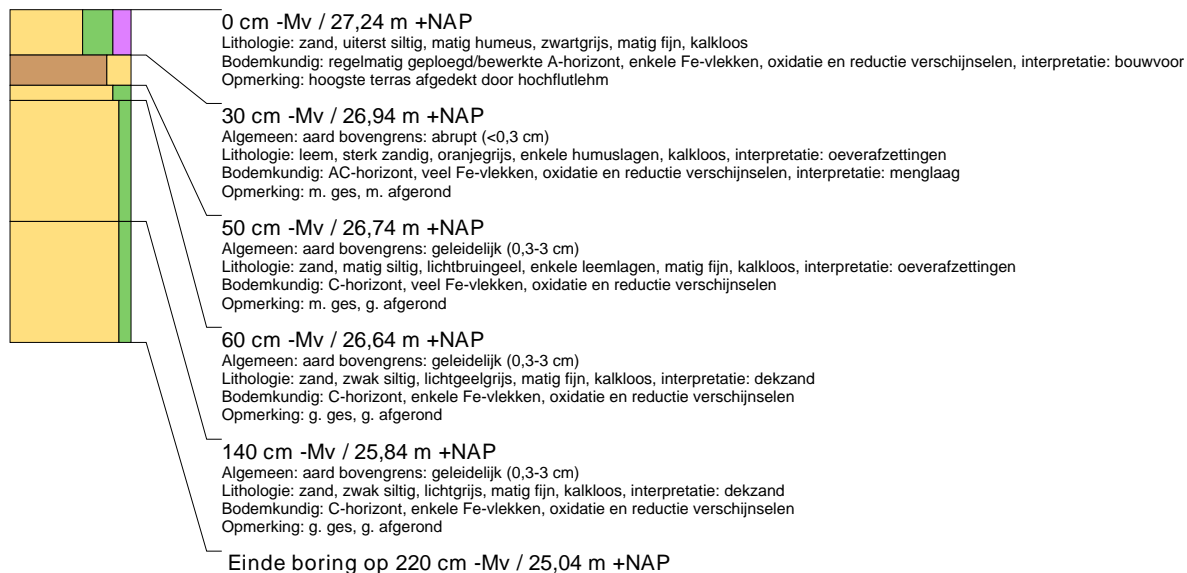 0 cm -Mv / 27,24 m +NAP
Lithologie: zand, uiterst siltig, matig humeus, zwartgrijs, matig fijn, kalkloos
Bodemkundig: regelmatig geploegd/bewerkte A-horizont, enkele Fe-vlekken, oxidatie en reductie verschijnselen, interpretatie: bouwvoor
Opmerking: hoogste terras afgedekt door hochflutlehm
30 cm -Mv / 26,94 m +NAP
Algemeen: aard bovengrens: abrupt (<0,3 cm)
Lithologie: leem, sterk zandig, oranjegrijs, enkele humuslagen, kalkloos, interpretatie: oeverafzettingen
Bodemkundig: AC-horizont, veel Fe-vlekken, oxidatie en reductie verschijnselen, interpretatie: menglaag
Opmerking: m. ges, m. afgerond
50 cm -Mv / 26,74 m +NAP
Algemeen: aard bovengrens: geleidelijk (0,3-3 cm)
Lithologie: zand, matig siltig, lichtbruingeel, enkele leemlagen, matig fijn, kalkloos, interpretatie: oeverafzettingen
Bodemkundig: C-horizont, veel Fe-vlekken, oxidatie en reductie verschijnselen
Opmerking: m. ges, g. afgerond
60 cm -Mv / 26,64 m +NAP
Algemeen: aard bovengrens: geleidelijk (0,3-3 cm)
Lithologie: zand, zwak siltig, lichtgeelgrijs, matig fijn, kalkloos, interpretatie: dekzand
Bodemkundig: C-horizont, enkele Fe-vlekken, oxidatie en reductie verschijnselen
Opmerking: g. ges, g. afgerond
140 cm -Mv / 25,84 m +NAP
Algemeen: aard bovengrens: geleidelijk (0,3-3 cm)
Lithologie: zand, zwak siltig, lichtgrijs, matig fijn, kalkloos, interpretatie: dekzand
Bodemkundig: C-horizont, enkele Fe-vlekken, oxidatie en reductie verschijnselen
Opmerking: g. ges, g. afgerond
Einde boring op 220 cm -Mv / 25,04 m +NAP